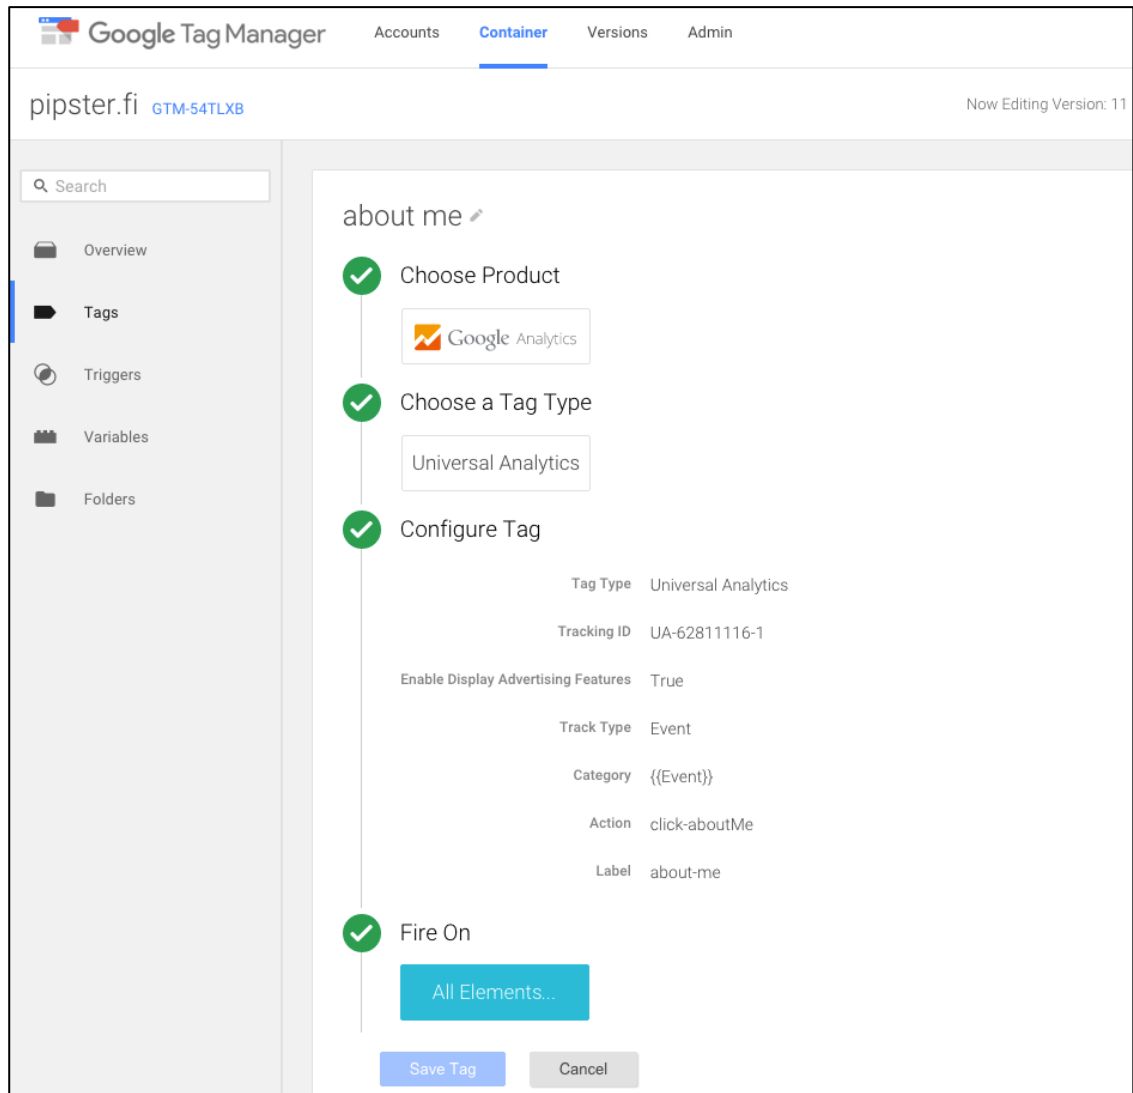 Google Tag Manager Accounts Container Versions Admin
pipster.fi GTM-54TLXB Now Editing Version: 11
Search
Overview
Tags
Triggers
Variables
Folders
about me
Choose Product
Google Analytics
Choose a Tag Type
Universal Analytics
Configure Tag
Tag Type Universal Analytics
Tracking ID UA-62811116-1
Enable Display Advertising Features True
Track Type Event
Category {{Event}}
Action click-aboutMe
Label about-me
Fire On
All Elements...
Save Tag Cancel